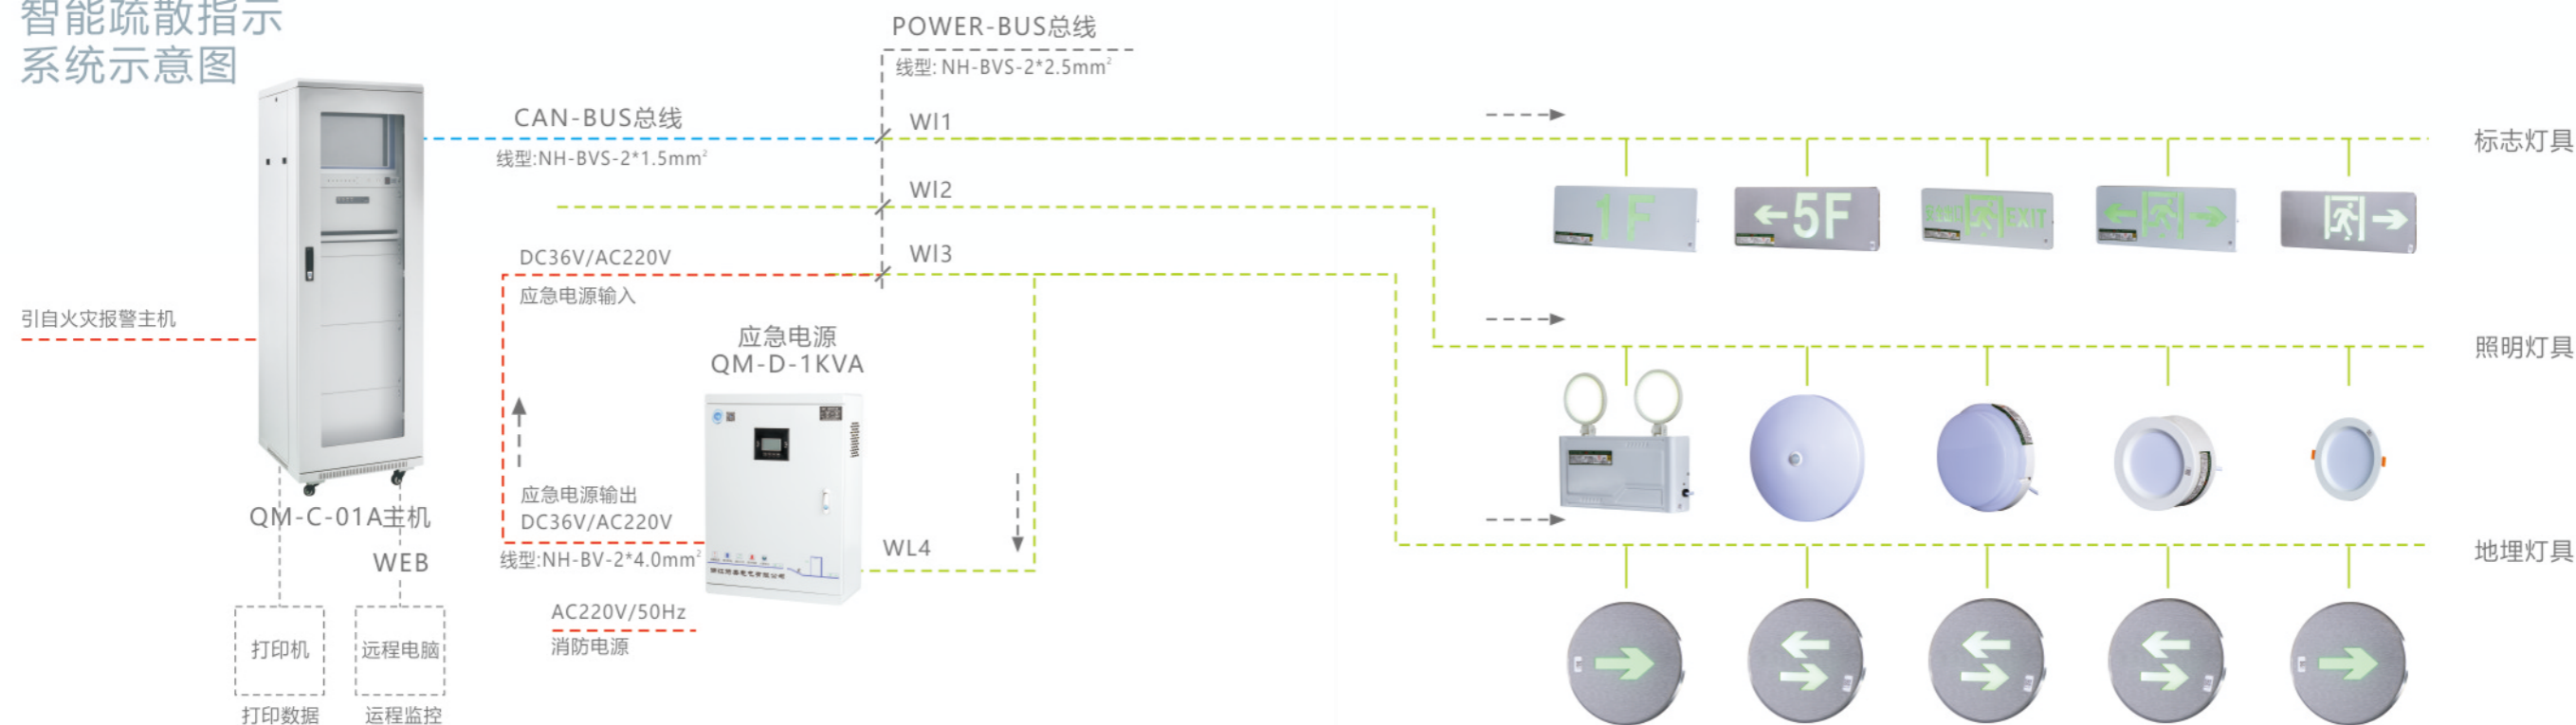 智能疏散指示
系统示意图
POWER-BUS总线
线型: NH-BVS-2*2.5mm²
CAN-BUS总线
线型:NH-BVS-2*1.5mm²
Wl1
Wl2
Wl3
DC36V/AC220V
应急电源输入
引自火灾报警主机
应急电源
QM-D-1KVA
应急电源输出
DC36V/AC220V
线型:NH-BV-2*4.0mm²
WL4
AC220V/50Hz
消防电源
QM-C-01A主机
WEB
打印机
远程电脑
打印数据
运程监控
标志灯具
1F
←5F
EXIT
照明灯具
地埋灯具